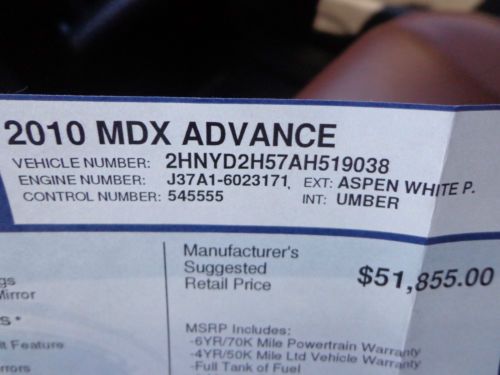 2010 MDX ADVANCE
VEHICLE NUMBER: 2HNYD2H57AH519038
ENGINE NUMBER: J37A1-6023171 EXT: ASPEN WHITE P.
CONTROL NUMBER: 545555 INT: UMBER
Manufacturer's
Suggested
Retail Price $51,855.00
Mirror
Feature
MSRP Includes:
-6YR/70K Mile Powertrain Warranty
-4YR/50K Mile Ltd Vehicle Warranty
-Full Tank of Fuel